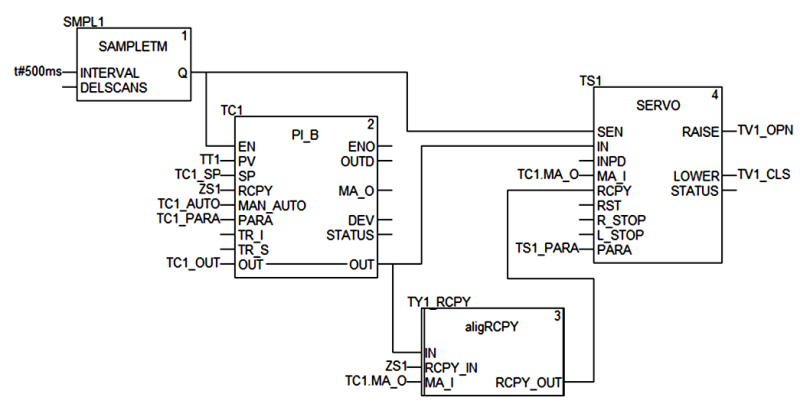 SMPL1
SAMPLETM 1
t#500ms INTERVAL Q
DELSCANS
TC1
PI_B 2
EN ENO
TT1 PV OUTD
TC1_SP SP
ZS1 RCPY MA_O
TC1_AUTO MAN_AUTO
TC1_PARA PARA DEV
TR_I STATUS
TR_S
TC1_OUT OUT OUT
TS1
SERVO 4
SEN RAISE TV1_OPN
IN
INPD
TC1.MA_O MA_I LOWER TV1_CLS
RCPY STATUS
RST
R_STOP
L_STOP
TS1_PARA PARA
TY1_RCPY
aligRCPY 3
IN
ZS1 RCPY_IN
TC1.MA_O MA_I RCPY_OUT